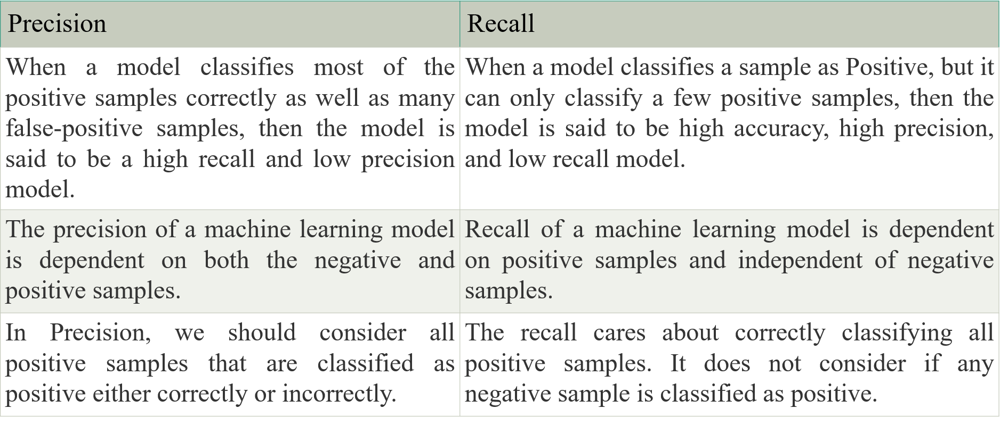 Precision
Recall
When a model classifies most of the
positive samples correctly as well as many
false-positive samples, then the model is
said to be a high recall and low precision
model.
When a model classifies a sample as Positive, but it
can only classify a few positive samples, then the
model is said to be high accuracy, high precision,
and low recall model.
The precision of a machine learning model
is dependent on both the negative and
positive samples.
Recall of a machine learning model is dependent
on positive samples and independent of negative
samples.
In Precision, we should consider all
positive samples that are classified as
positive either correctly or incorrectly.
The recall cares about correctly classifying all
positive samples. It does not consider if any
negative sample is classified as positive.